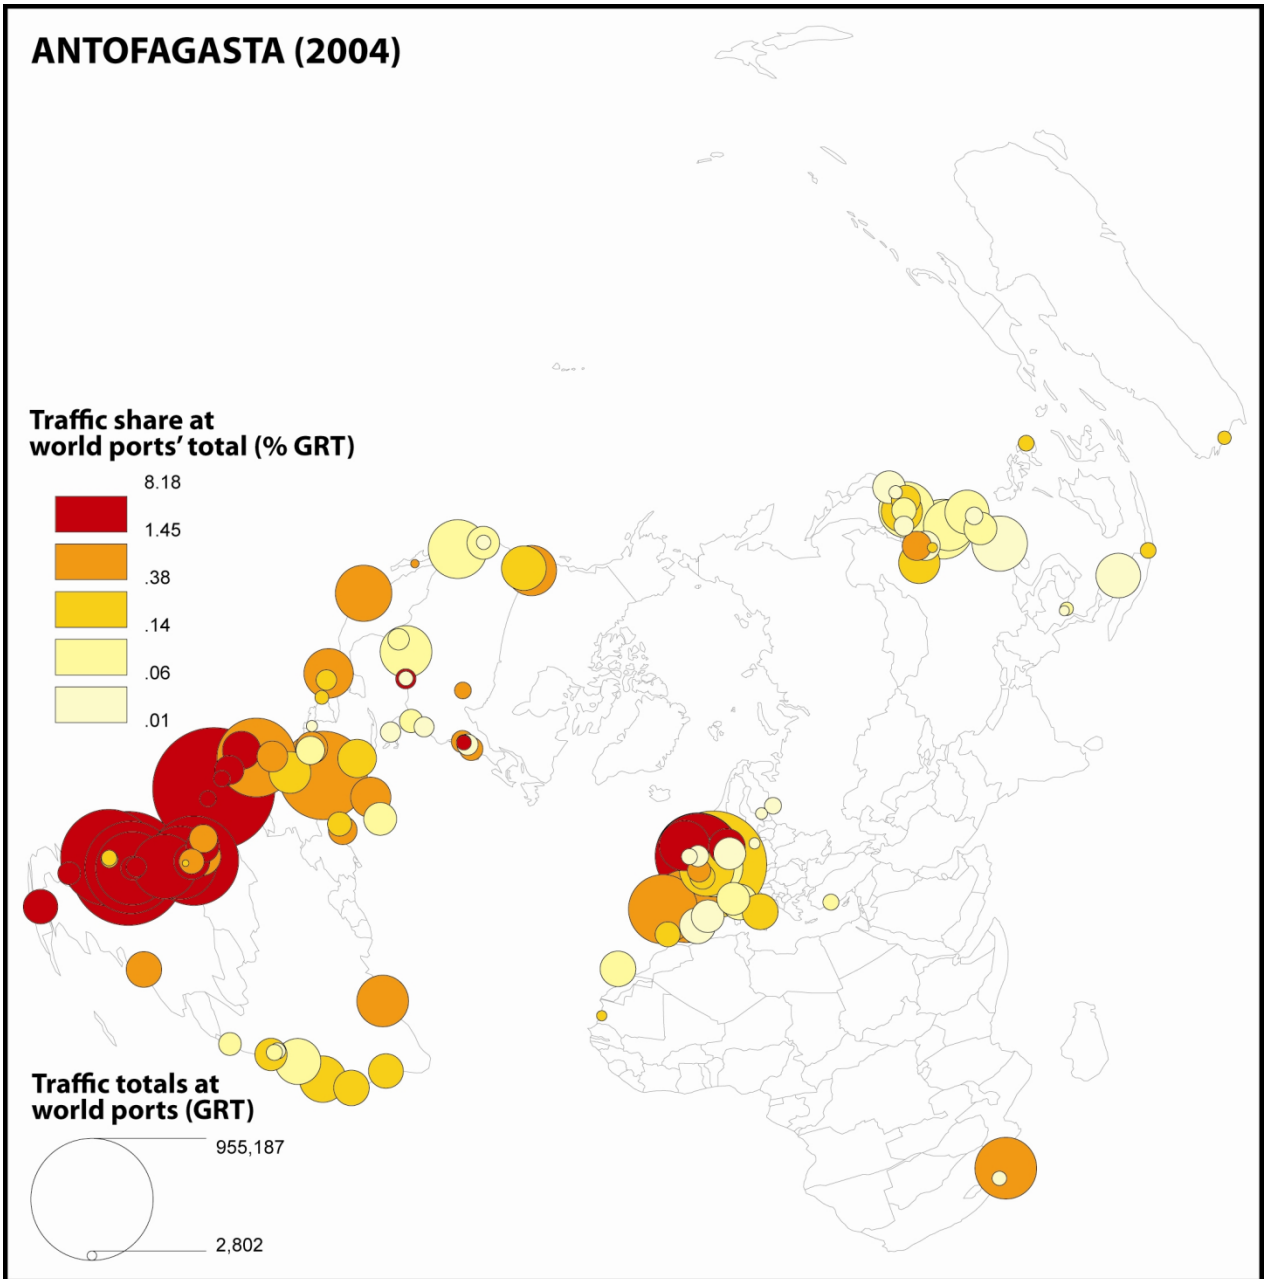 ANTOFAGASTA (2004)
Traffic share at
world ports’ total (% GRT)
8.18
1.45
.38
.14
.06
.01
Traffic totals at
world ports (GRT)
955,187
2,802